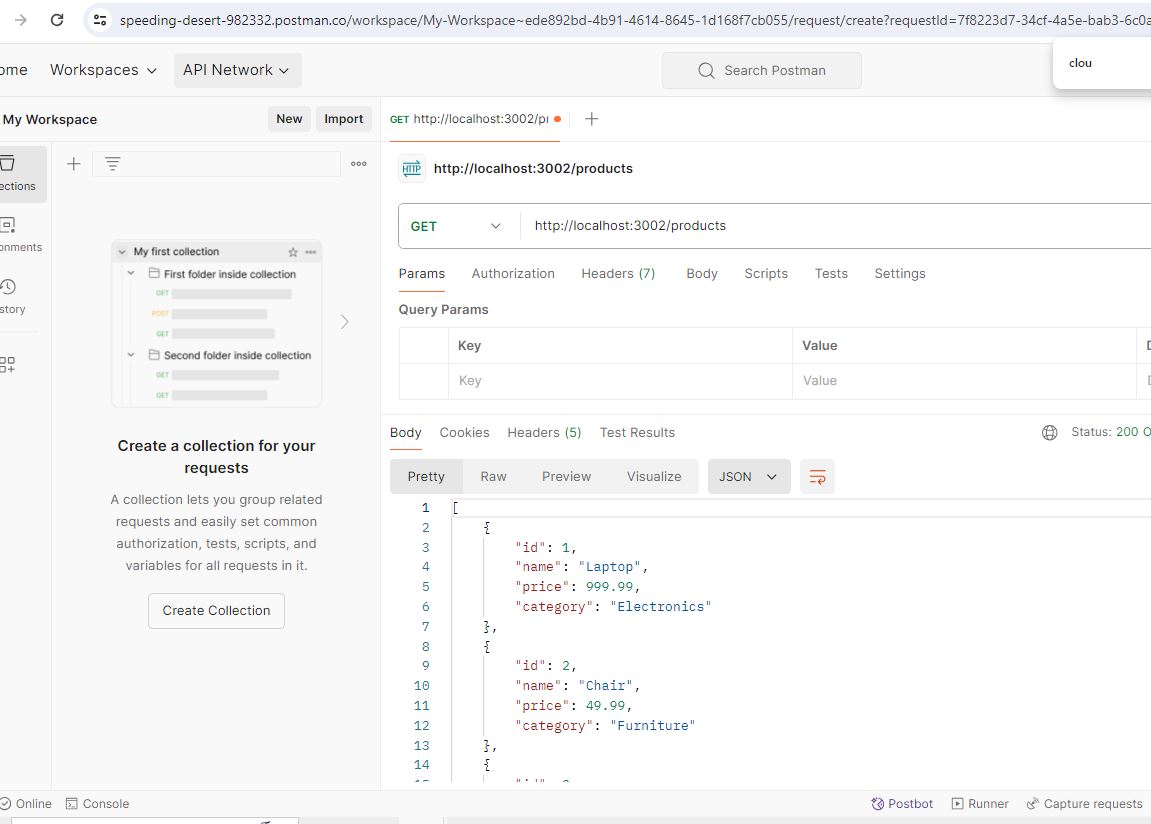 speeding-desert-982332.postman.co/workspace/My-Workspace~ede892bd-4b91-4614-8645-1d168f7cb055/request/create?requestId=7f8223d7-34cf-4a5e-bab3-6c0a
clou
ome Workspaces API Network Search Postman
My Workspace New Import GET http://localhost:3002/pr
ections
onments
story
My first collection
First folder inside collection
GET
POST
GET
Second folder inside collection
GET
GET
Create a collection for your
requests
A collection lets you group related
requests and easily set common
authorization, tests, scripts, and
variables for all requests in it.
Create Collection
HTTP http://localhost:3002/products
GET http://localhost:3002/products
Params Authorization Headers (7) Body Scripts Tests Settings
Query Params
Key Value
Key Value
Body Cookies Headers (5) Test Results Status: 200 O
Pretty Raw Preview Visualize JSON
1 [
2 {
3 "id": 1,
4 "name": "Laptop",
5 "price": 999.99,
6 "category": "Electronics"
7 },
8 {
9 "id": 2,
10 "name": "Chair",
11 "price": 49.99,
12 "category": "Furniture"
13 },
14 {
Online Console Postbot Runner Capture requests